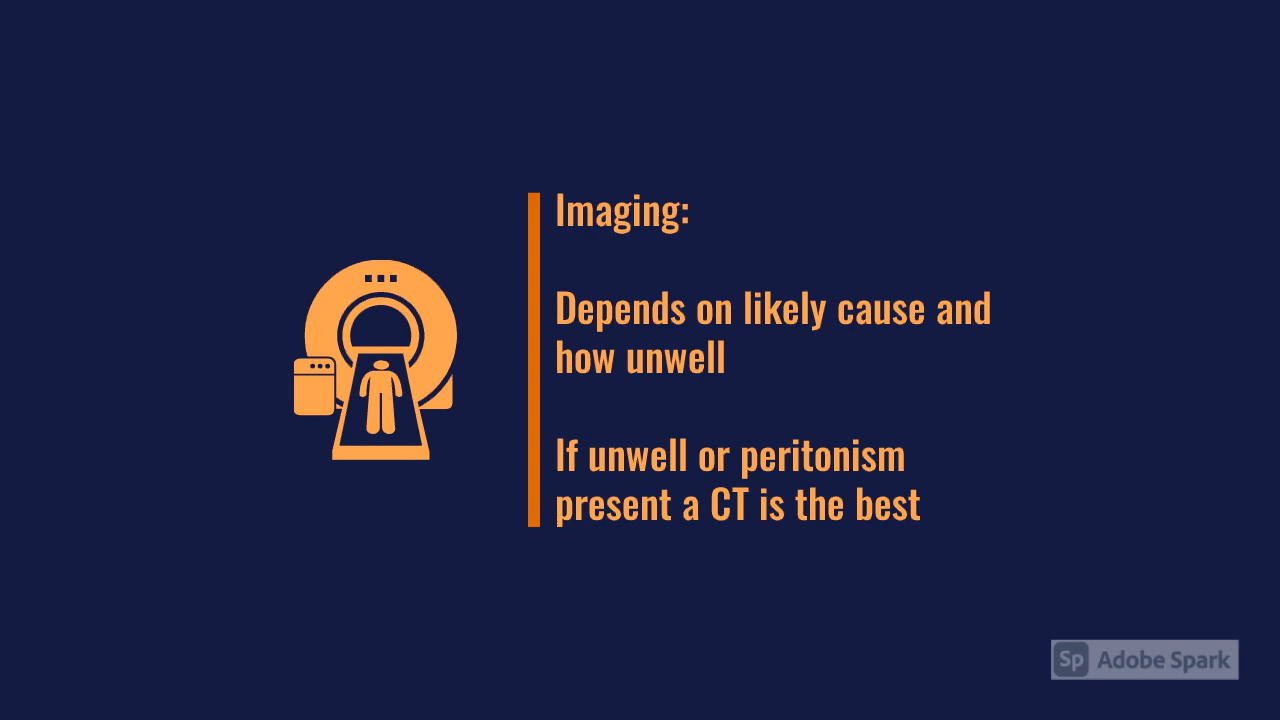 Imaging:
Depends on likely cause and
how unwell
If unwell or peritonism
present a CT is the best
Sp Adobe Spark